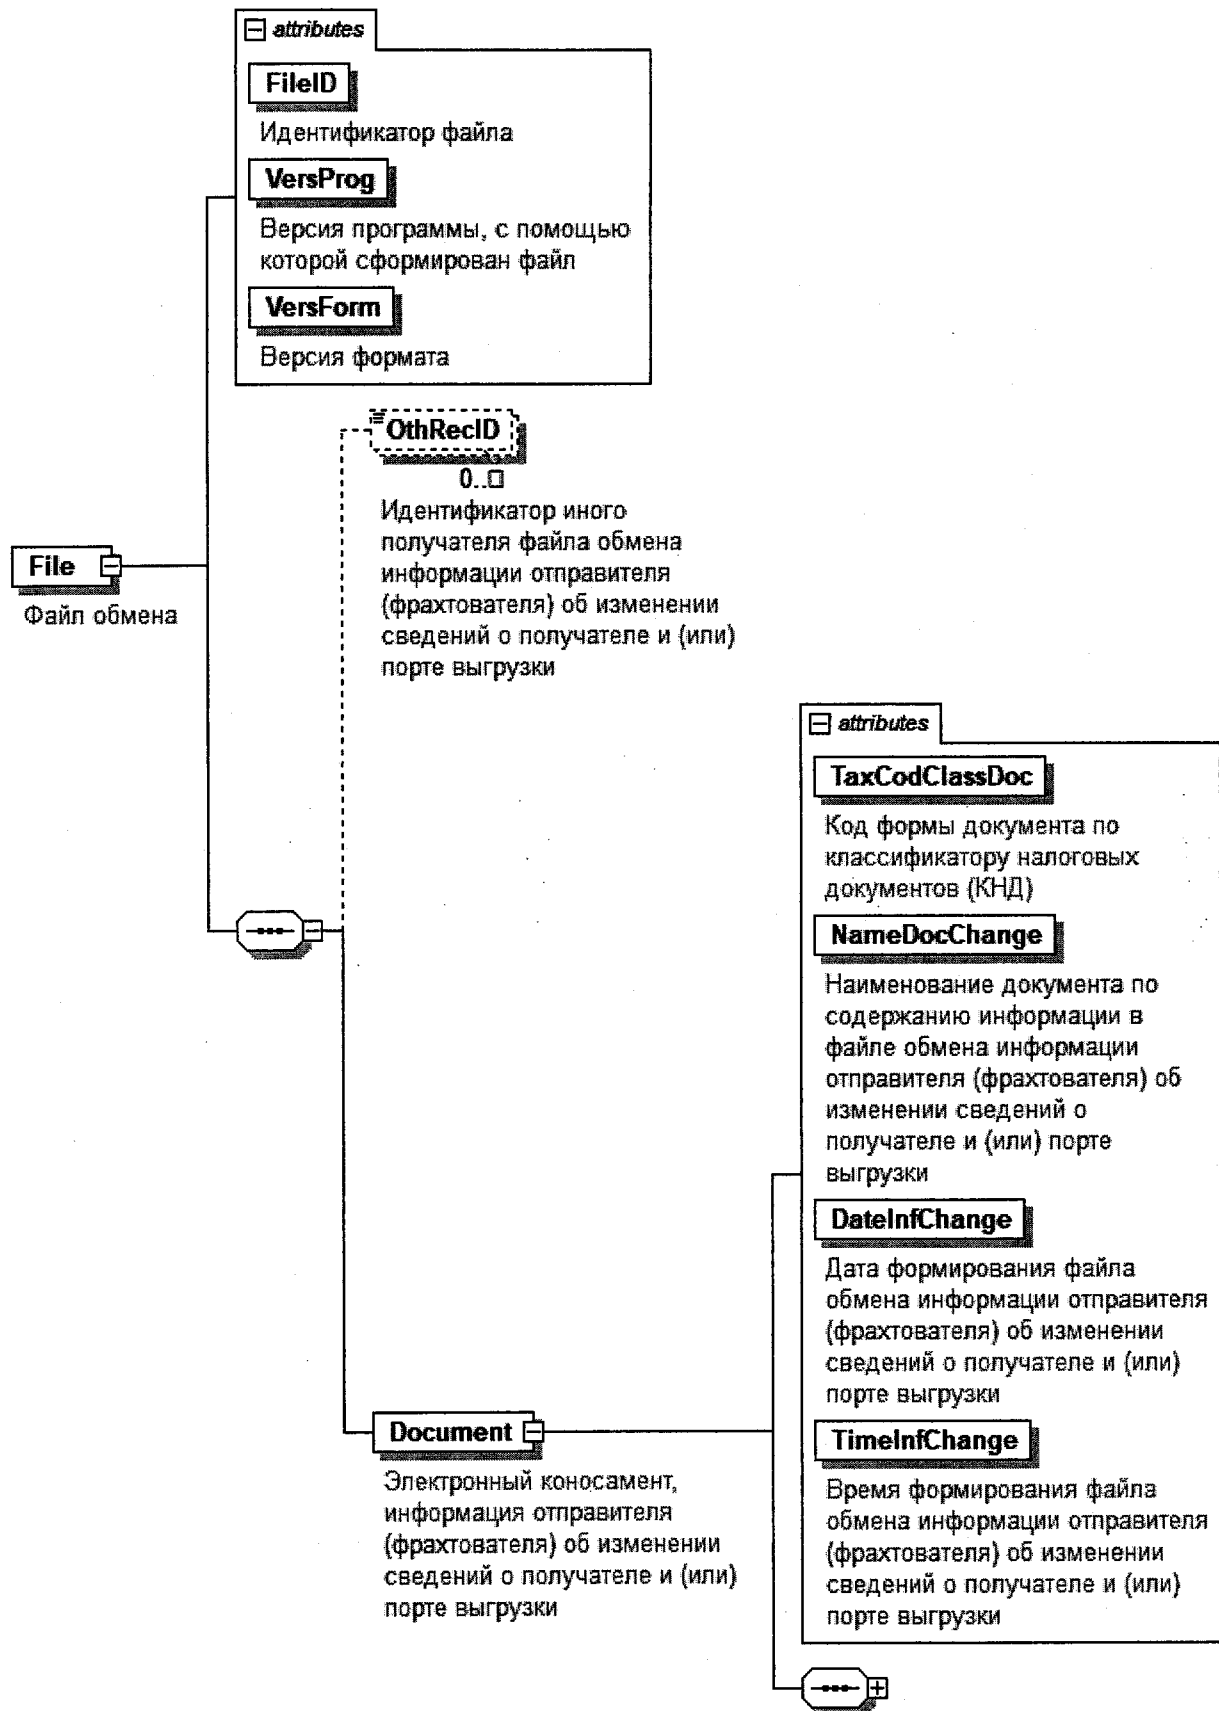 attributes
FileID
Идентификатор файла
VersProg
Версия программы, с помощью
которой сформирован файл
VersForm
Версия формата
OthRecID
0..□
Идентификатор иного
получателя файла обмена
информации отправителя
(фрахтователя) об изменении
сведений о получателе и (или)
порте выгрузки
File
Файл обмена
attributes
TaxCodClassDoc
Код формы документа по
классификатору налоговых
документов (КНД)
NameDocChange
Наименование документа по
содержанию информации в
файле обмена информации
отправителя (фрахтователя) об
изменении сведений о
получателе и (или) порте
выгрузки
DateInfChange
Дата формирования файла
обмена информации отправителя
(фрахтователя) об изменении
сведений о получателе и (или)
порте выгрузки
Document
Электронный коносамент,
информация отправителя
(фрахтователя) об изменении
сведений о получателе и (или)
порте выгрузки
TimeInfChange
Время формирования файла
обмена информации отправителя
(фрахтователя) об изменении
сведений о получателе и (или)
порте выгрузки